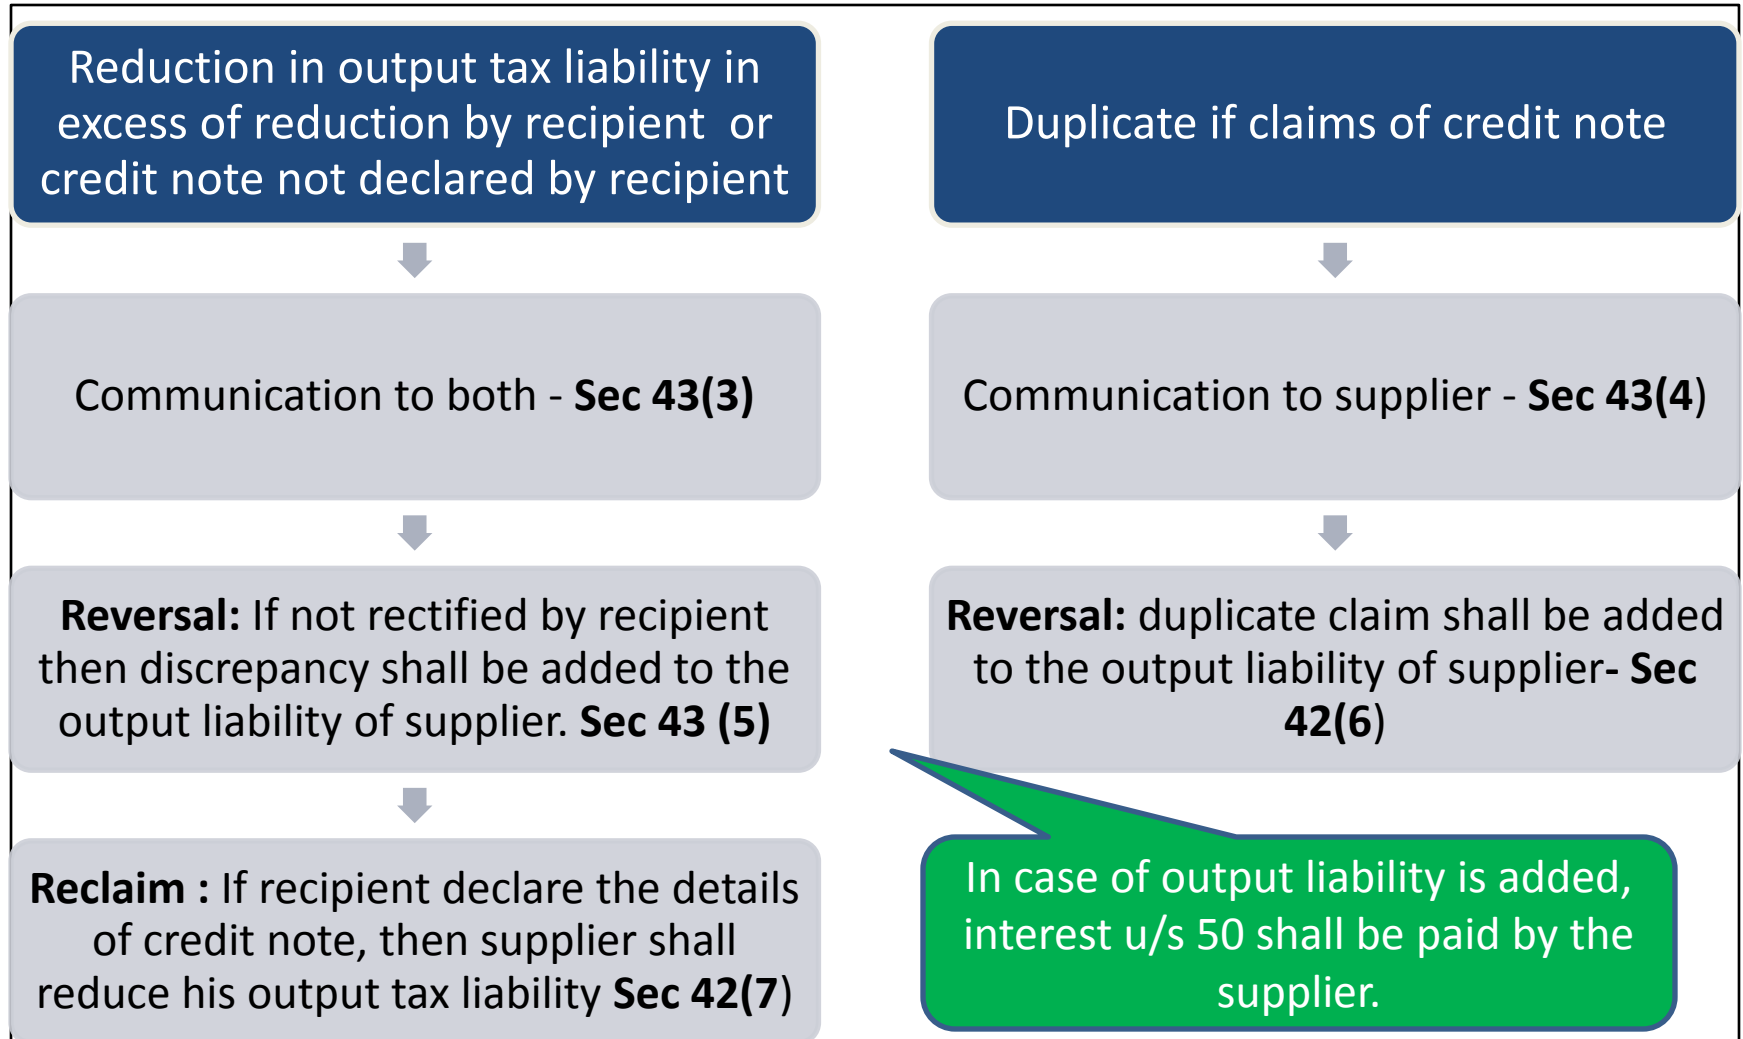 Reduction in output tax liability in
excess of reduction by recipient or
credit note not declared by recipient
Communication to both - Sec 43(3)
Reversal: If not rectified by recipient
then discrepancy shall be added to the
output liability of supplier. Sec 43 (5)
Reclaim : If recipient declare the details
of credit note, then supplier shall
reduce his output tax liability Sec 42(7)
Duplicate if claims of credit note
Communication to supplier - Sec 43(4)
Reversal: duplicate claim shall be added
to the output liability of supplier- Sec
42(6)
In case of output liability is added,
interest u/s 50 shall be paid by the
supplier.